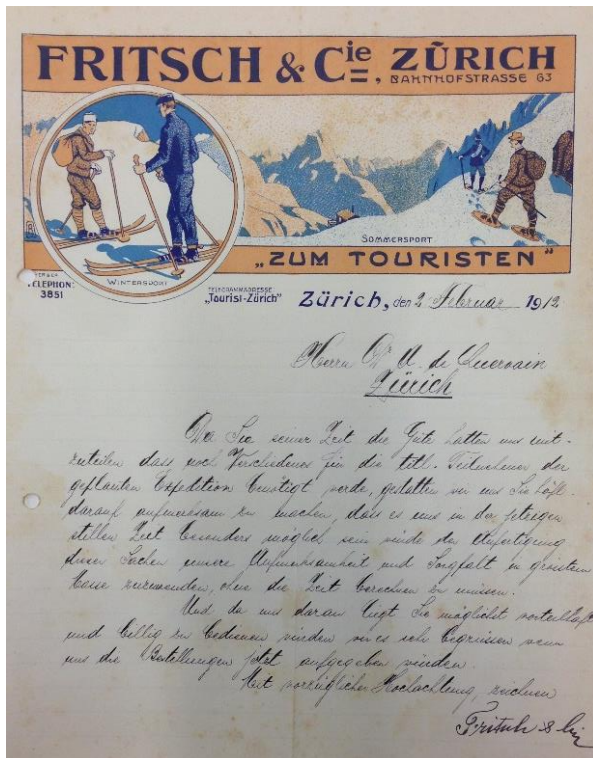 FRITSCH & Cie, ZÜRICH
BAHNHOFSTRASSE 63
SOMMERSPORT
„ZUM TOURISTEN“
WINTERSPORT
3851
TELEGRAMMADRESSE
„Tourist-Zürich“
Zürich, den 2 Februar 1912
Herrn Dr A. de Quervain
Zürich
Da Sie seiner Zeit die Güte hatten uns mit-
zuteilen dass noch Verschiedenes für die titl. Teilnehmer der
geplanten Expedition benötigt werde, gestatten wir uns Sie höfl.
darauf aufmerksam zu machen, dass es uns in der jetzigen
stillen Zeit besonders möglich sein würde der Anfertigung
dieser Sachen unsere Aufmerksamkeit und Sorgfalt in grösstem
Masse zuzuwenden, ohne die Zeit berechnen zu müssen.
Und da uns daran liegt Sie möglichst vorteilhaft
und billig zu bedienen würden wir es sehr begrüssen wenn
uns die Bestellungen jetzt aufgegeben würden.
Mit vorzüglicher Hochachtung, zeichnen
Fritsch & Cie